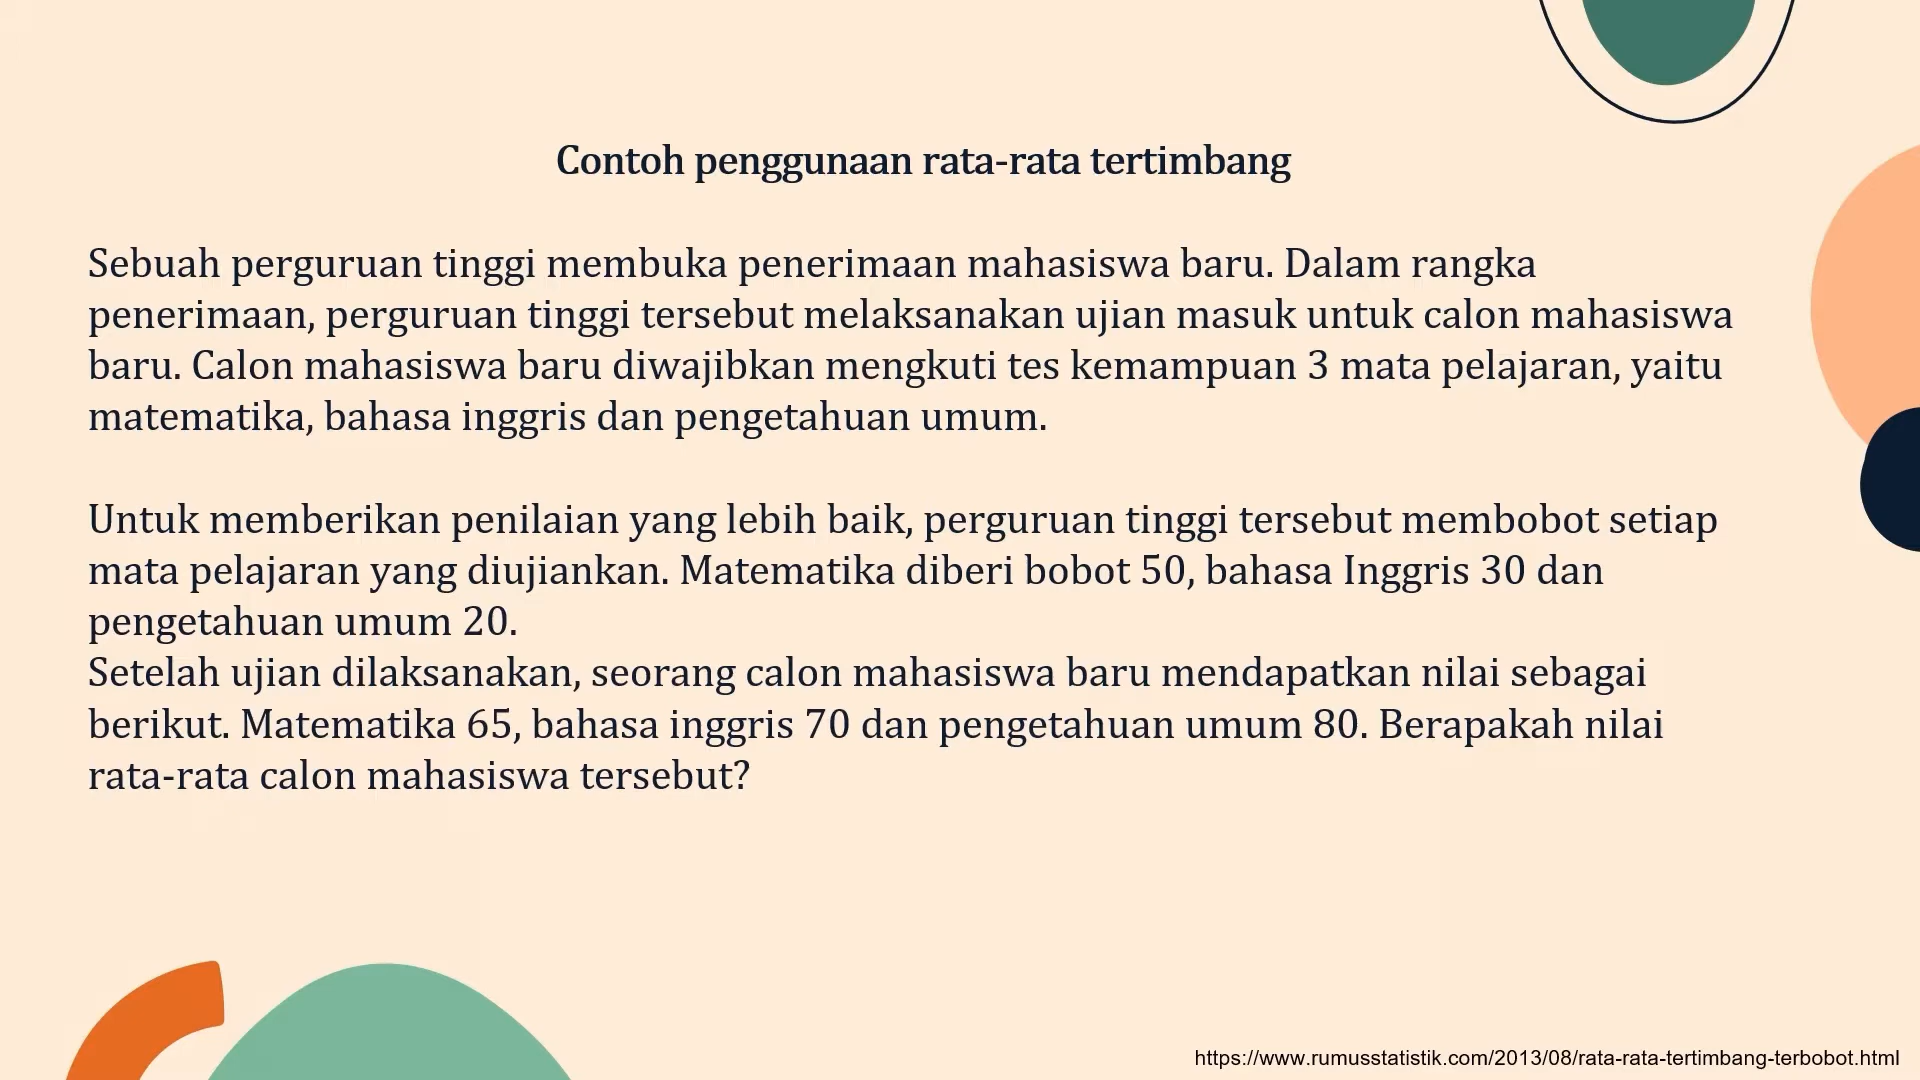 Contoh penggunaan rata-rata tertimbang
Sebuah perguruan tinggi membuka penerimaan mahasiswa baru. Dalam rangka
penerimaan, perguruan tinggi tersebut melaksanakan ujian masuk untuk calon mahasiswa
baru. Calon mahasiswa baru diwajibkan mengkuti tes kemampuan 3 mata pelajaran, yaitu
matematika, bahasa inggris dan pengetahuan umum.
Untuk memberikan penilaian yang lebih baik, perguruan tinggi tersebut membobot setiap
mata pelajaran yang diujiankan. Matematika diberi bobot 50, bahasa Inggris 30 dan
pengetahuan umum 20.
Setelah ujian dilaksanakan, seorang calon mahasiswa baru mendapatkan nilai sebagai
berikut. Matematika 65, bahasa inggris 70 dan pengetahuan umum 80. Berapakah nilai
rata-rata calon mahasiswa tersebut?
https://www.rumusstatistik.com/2013/08/rata-rata-tertimbang-terbobot.html